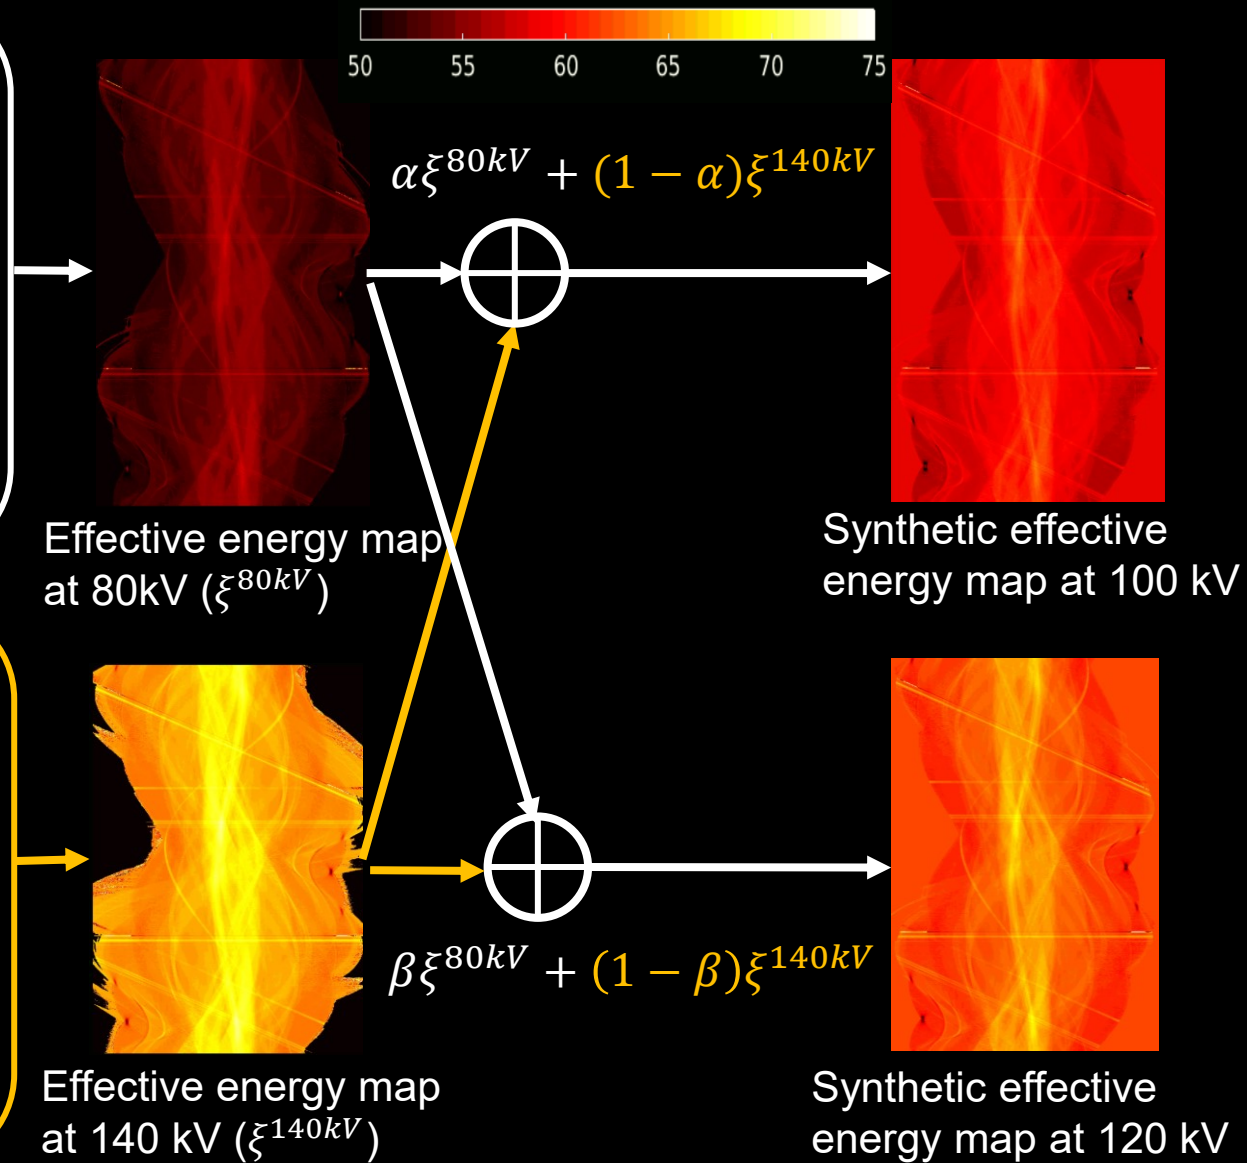 50 55 60 65 70 75
αξ^80kV + (1 − α)ξ^140kV
Effective energy map
at 80kV (ξ^80kV)
Synthetic effective
energy map at 100 kV
βξ^80kV + (1 − β)ξ^140kV
Effective energy map
at 140 kV (ξ^140kV)
Synthetic effective
energy map at 120 kV